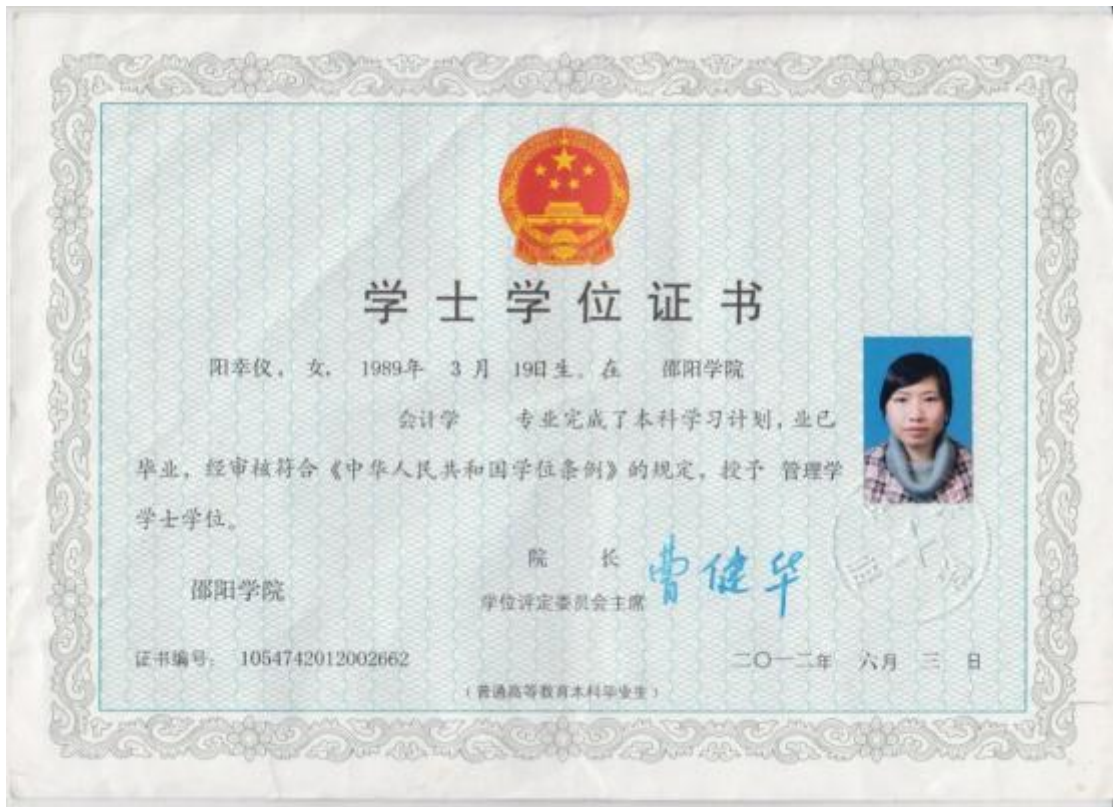 学士学位证书
阳幸仪，女，1989年 3月 19日生。在 邵阳学院
会计学 专业完成了本科学习计划，业已
毕业，经审核符合《中华人民共和国学位条例》的规定，授予 管理学
学士学位。
院 长 曹健华
邵阳学院
学位评定委员会主席
证书编号： 1054742012002662 二〇一二年 六月 三 日
（普通高等教育本科毕业生）